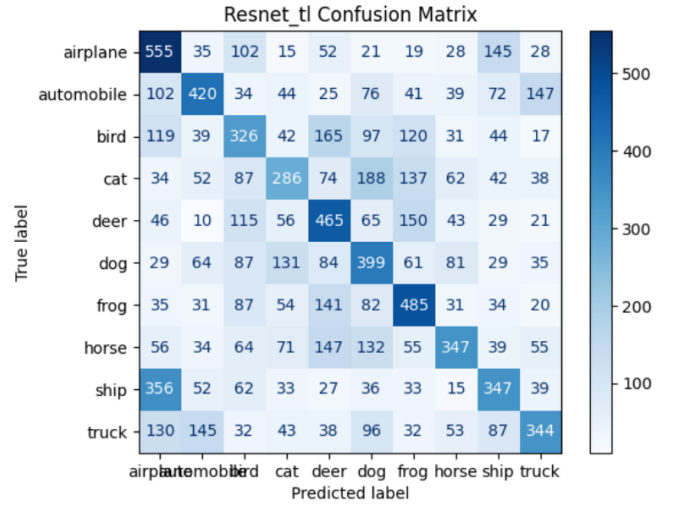 Resnet_tl Confusion Matrix
airplane 555 35 102 15 52 21 19 28 145 28
automobile 102 420 34 44 25 76 41 39 72 147
bird 119 39 326 42 165 97 120 31 44 17
cat 34 52 87 286 74 188 137 62 42 38
deer 46 10 115 56 465 65 150 43 29 21
dog 29 64 87 131 84 399 61 81 29 35
frog 35 31 87 54 141 82 485 31 34 20
horse 56 34 64 71 147 132 55 347 39 55
ship 356 52 62 33 27 36 33 15 347 39
truck 130 145 32 43 38 96 32 53 87 344
airplane automobile bird cat deer dog frog horse ship truck
Predicted label
True label
500
400
300
200
100